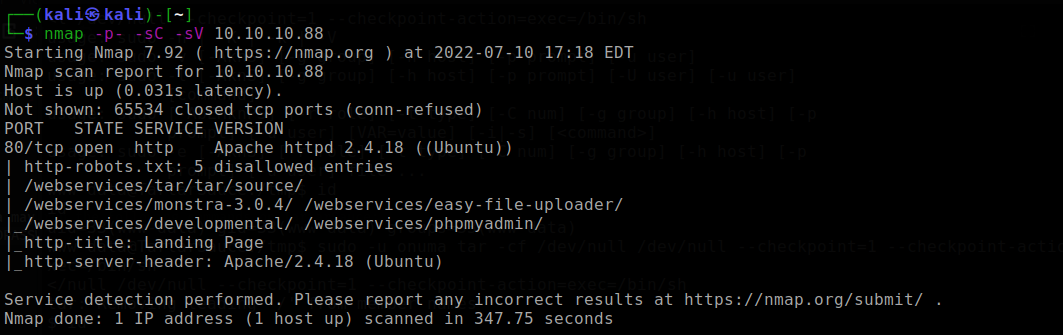 ┌──(kali㉿kali)-[~]
└─$ nmap -p- -sC -sV 10.10.10.88
Starting Nmap 7.92 ( https://nmap.org ) at 2022-07-10 17:18 EDT
Nmap scan report for 10.10.10.88
Host is up (0.031s latency).
Not shown: 65534 closed tcp ports (conn-refused)
PORT   STATE SERVICE VERSION
80/tcp open  http    Apache httpd 2.4.18 ((Ubuntu))
| http-robots.txt: 5 disallowed entries
| /webservices/tar/tar/source/
| /webservices/monstra-3.0.4/ /webservices/easy-file-uploader/
|_/webservices/developmental/ /webservices/phpmyadmin/
|_http-title: Landing Page
|_http-server-header: Apache/2.4.18 (Ubuntu)
Service detection performed. Please report any incorrect results at https://nmap.org/submit/ .
Nmap done: 1 IP address (1 host up) scanned in 347.75 seconds